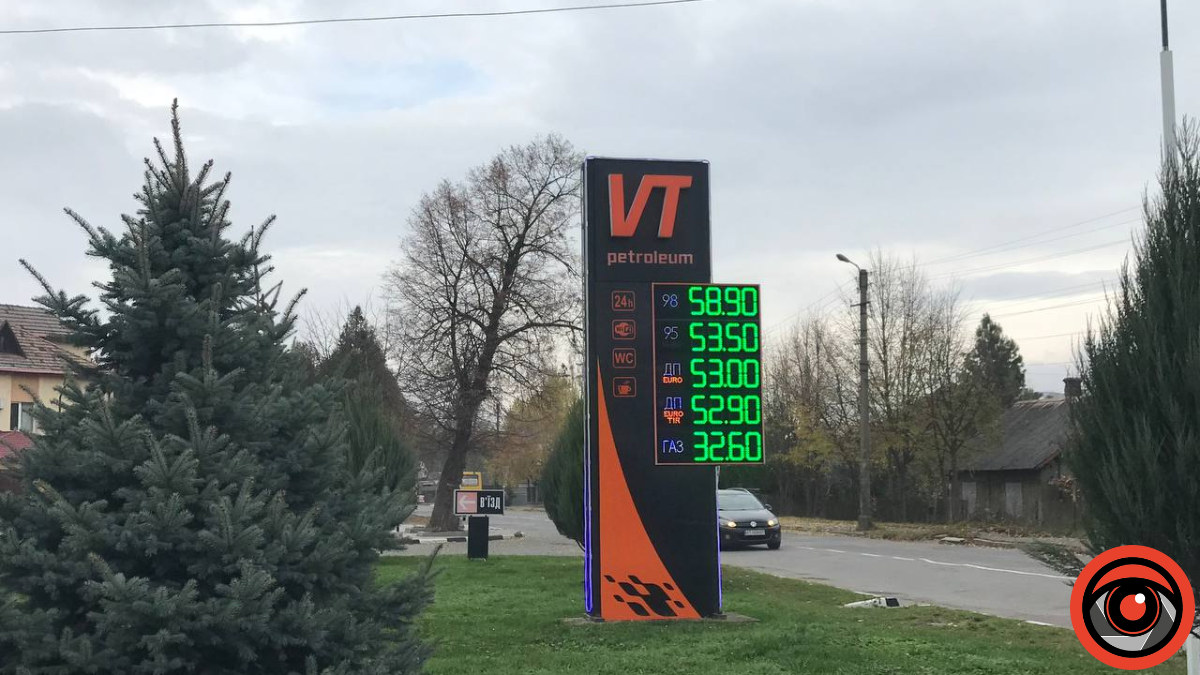 VT
petroleum
24h
WiFi
WC
98 58.90
95 53.50
ДП EURO 53.00
ДП EURO TIR 52.90
ГАЗ 32.60
В'ЇЗД